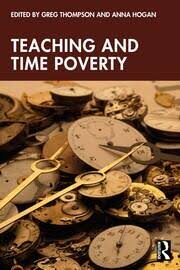 EDITED BY GREG THOMPSON AND ANNA HOGAN
TEACHING AND
TIME POVERTY
R